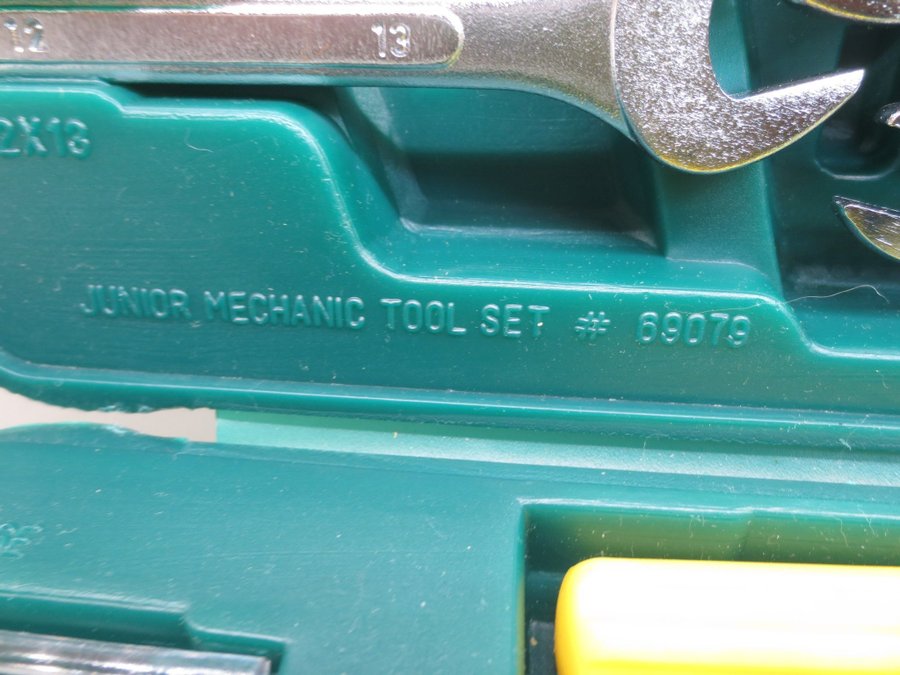 12 13
2X13
JUNIOR MECHANIC TOOL SET # 69079